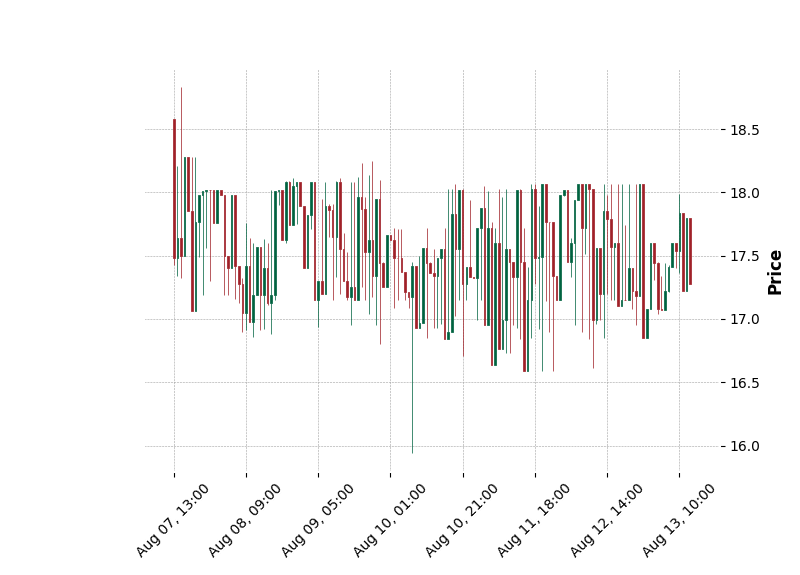 18.5
18.0
17.5
17.0
16.5
16.0
Price
Aug 07, 13:00
Aug 08, 09:00
Aug 09, 05:00
Aug 10, 01:00
Aug 10, 21:00
Aug 11, 18:00
Aug 12, 14:00
Aug 13, 10:00